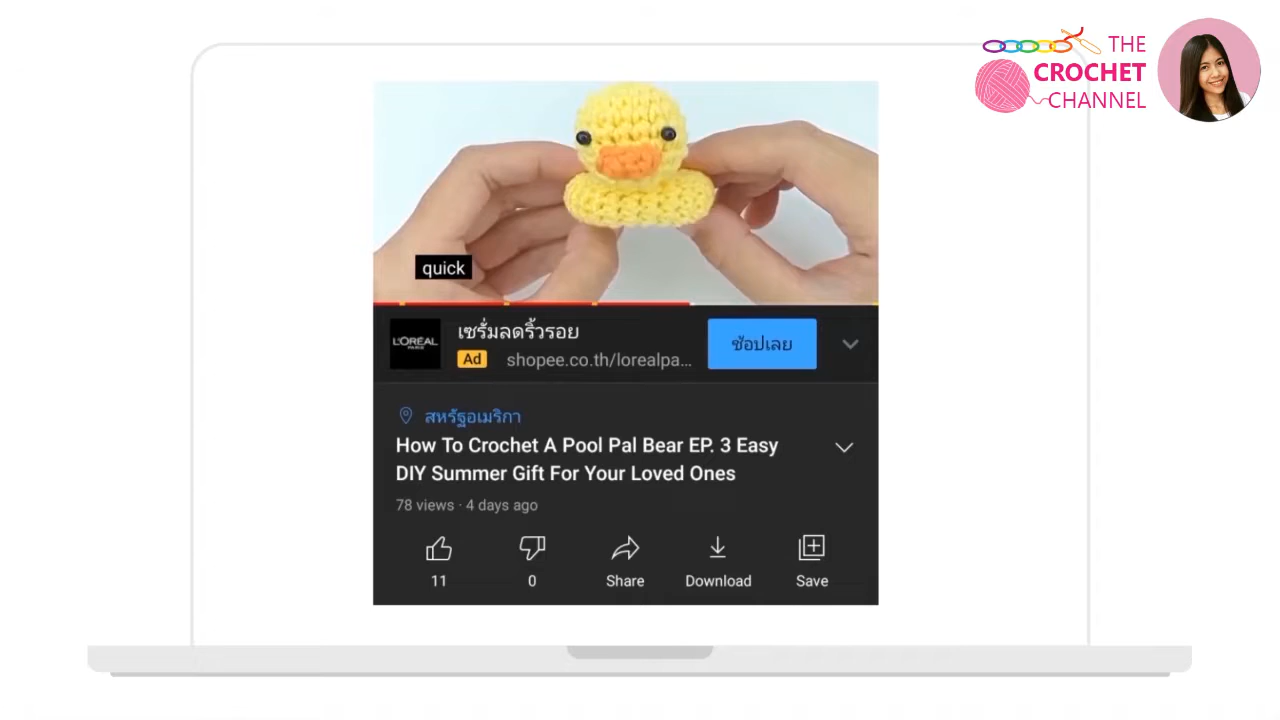 THE
CROCHET
CHANNEL
quick
L'ORÉAL
PARIS
เซรั่มลดริ้วรอย
Ad shopee.co.th/lorealpa...
ช้อปเลย
สหรัฐอเมริกา
How To Crochet A Pool Pal Bear EP. 3 Easy
DIY Summer Gift For Your Loved Ones
78 views · 4 days ago
11 0 Share Download Save